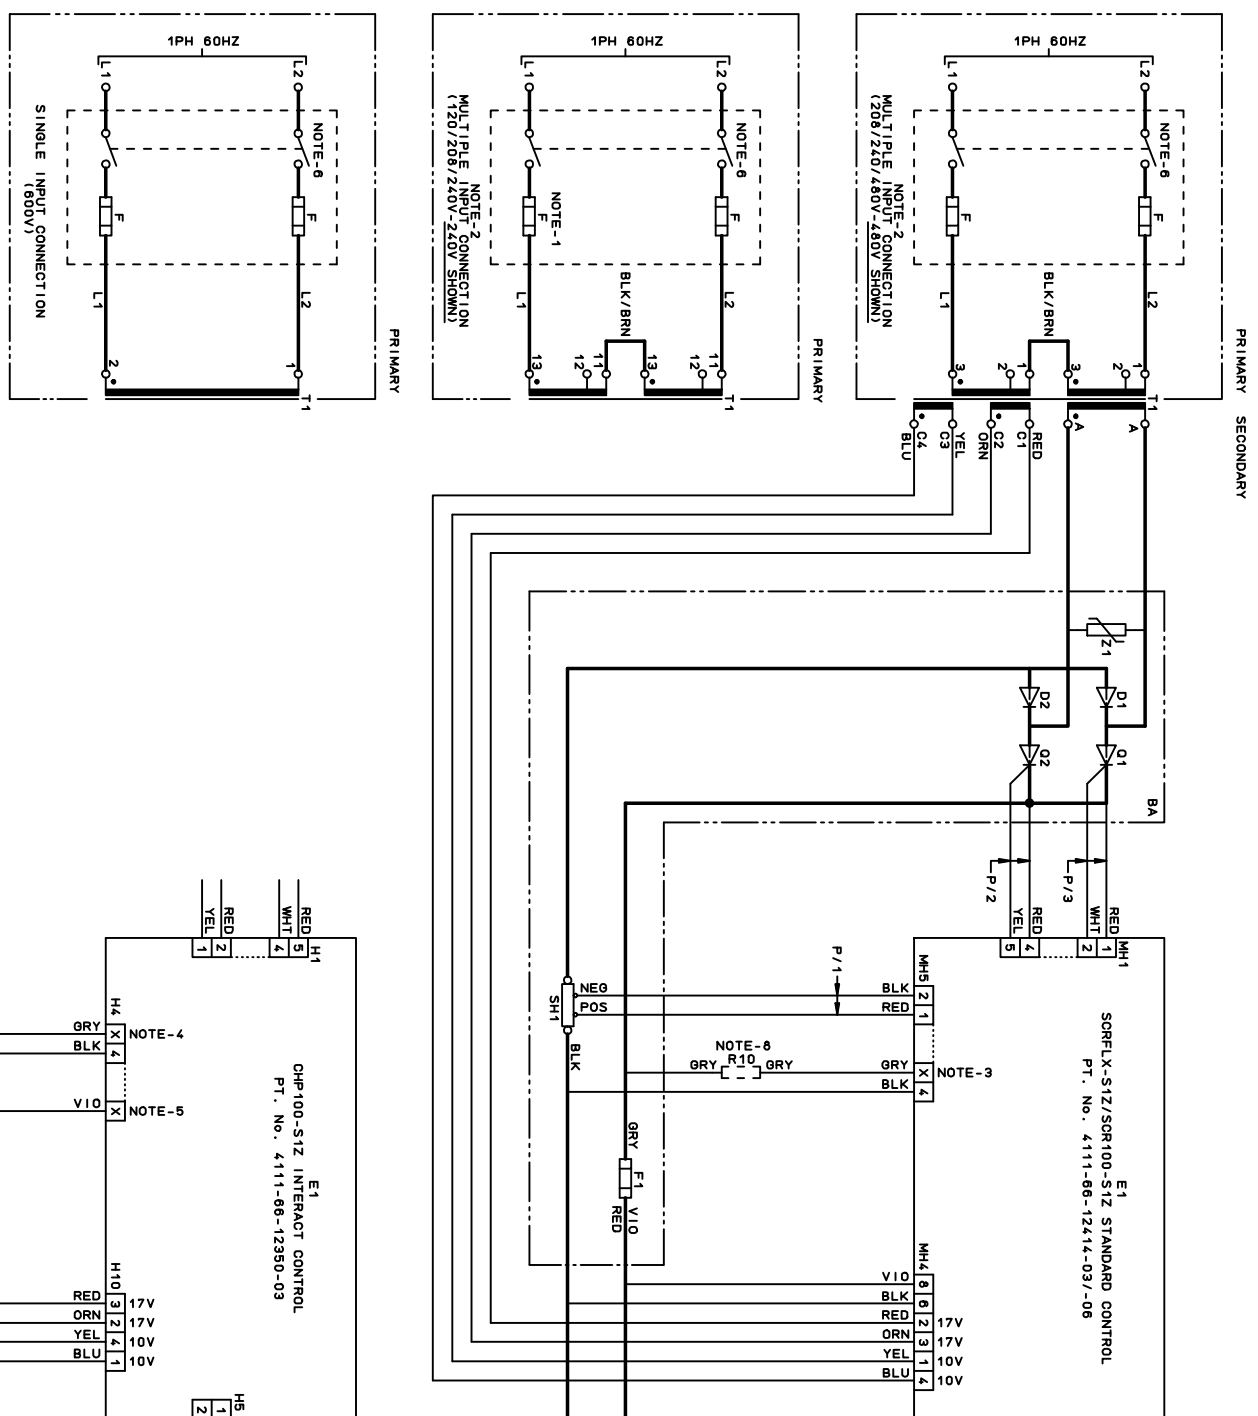 1PH 60HZ
L1
L2
NOTE-6
F
F
L1
L2
2
1
T1
SINGLE INPUT CONNECTION
(600V)
PRIMARY
1PH 60HZ
L1
L2
NOTE-6
NOTE-1
F
F
L1
L2
BLK/BRN
13
12
11
13
12
11
T1
NOTE-2
MULTIPLE INPUT CONNECTION
(120/208/240V-240V SHOWN)
PRIMARY
1PH 60HZ
L1
L2
NOTE-6
F
F
L1
L2
BLK/BRN
3
2
1
3
2
1
T1
NOTE-2
MULTIPLE INPUT CONNECTION
(208/240/480V-480V SHOWN)
PRIMARY
SECONDARY
C4
BLU
C3
YEL
C2
ORN
C1
RED
A
A
Z1
D2
D1
Q2
Q1
BA
P/2
P/3
YEL
RED
WHT
RED
5
4
2
1
MH1
MH5
NEG
BLK
2
POS
RED
1
P/1
SH1
BLK
NOTE-8
GRY
R10
GRY
GRY
X
NOTE-3
BLK
4
GRY
F1
VIO
RED
E1
SCRFLX-S1Z/SCR100-S1Z STANDARD CONTROL
PT. No. 4111-66-12414-03/-06
MH4
VIO
8
BLK
6
RED
2
17V
ORN
3
17V
YEL
1
10V
BLU
4
10V
YEL
RED
WHT
RED
1
2
4
5
H1
H4
GRY
X
NOTE-4
BLK
4
VIO
X
NOTE-5
E1
CHP100-S1Z INTERACT CONTROL
PT. No. 4111-66-12350-03
H10
RED
3
17V
ORN
2
17V
YEL
4
10V
BLU
1
10V
H5
2
1